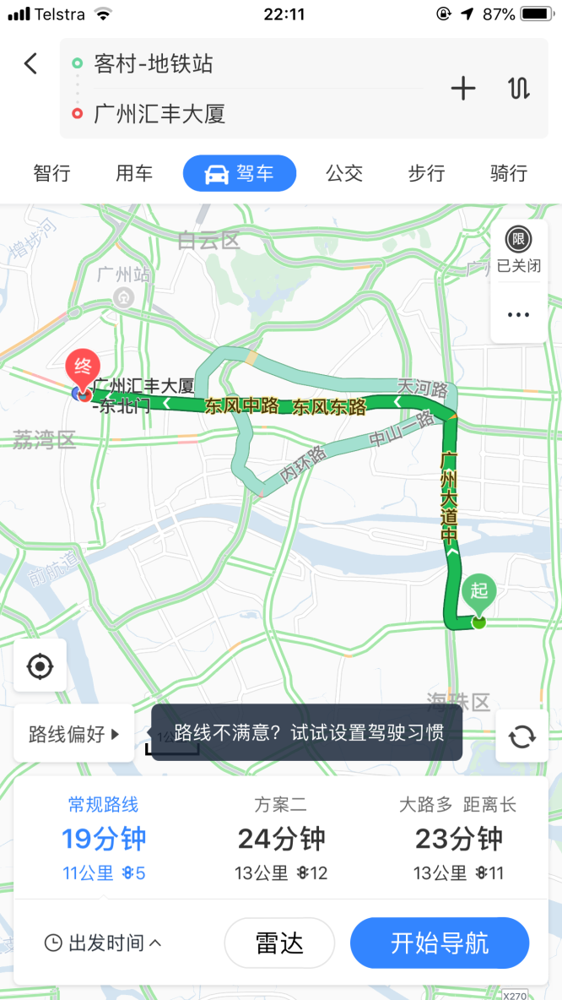 Telstra 22:11 87%
客村-地铁站
广州汇丰大厦
智行 用车 驾车 公交 步行 骑行
增埗河
白云区
限
已关闭
广州站
广
终
广州汇丰大厦
-东北门
天河路
东风中路 东风东路
中山一路
荔湾区
内环路
广州大道中
前航道
起
海珠区
路线偏好
路线不满意？试试设置驾驶习惯
常规路线 方案二 大路多 距离长
19分钟 24分钟 23分钟
11公里 5 13公里 12 13公里 11
出发时间 雷达 开始导航
X270